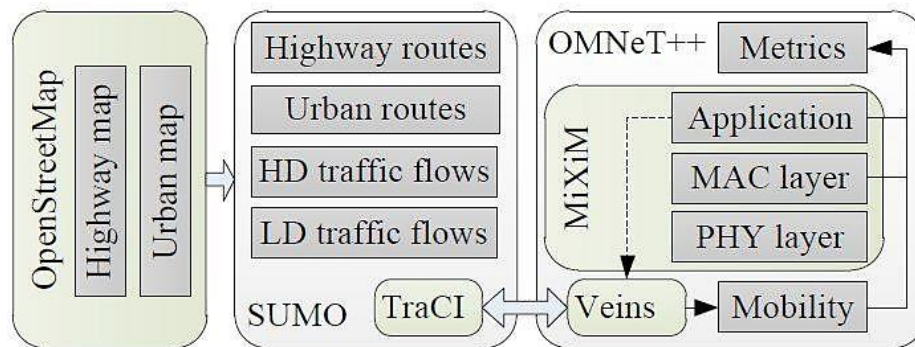 OpenStreetMap
Highway map
Urban map
Highway routes
Urban routes
HD traffic flows
LD traffic flows
SUMO
TraCI
OMNeT++
Metrics
MiXiM
Application
MAC layer
PHY layer
Veins
Mobility